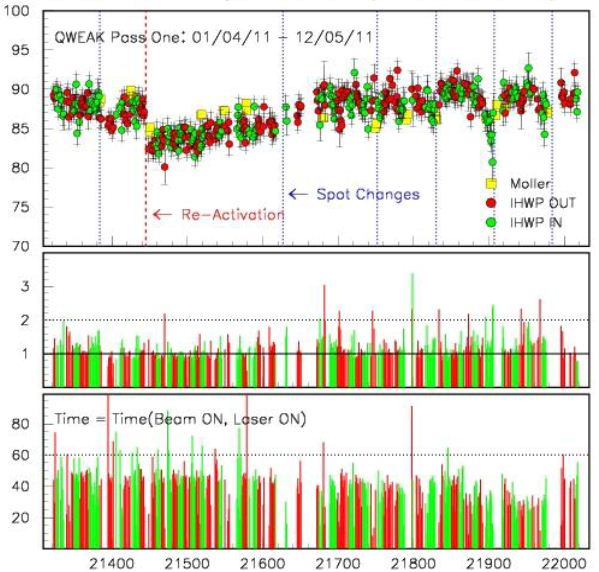 100
QWEAK Pass One: 01/04/11 – 12/05/11
95
90
85
80
75
70
← Spot Changes
← Re-Activation
Moller
IHWP OUT
IHWP IN
3
2
1
Time = Time(Beam ON, Laser ON)
80
60
40
20
21400 21500 21600 21700 21800 21900 22000